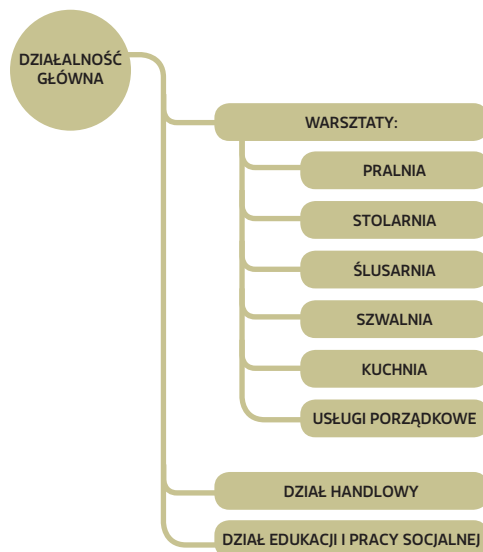 DZIAŁALNOŚĆ
GŁÓWNA
WARSZTATY:
PRALNIA
STOLARNIA
ŚLUSARNIA
SZWALNIA
KUCHNIA
USŁUGI PORZĄDKOWE
DZIAŁ HANDLOWY
DZIAŁ EDUKACJI I PRACY SOCJALNEJ